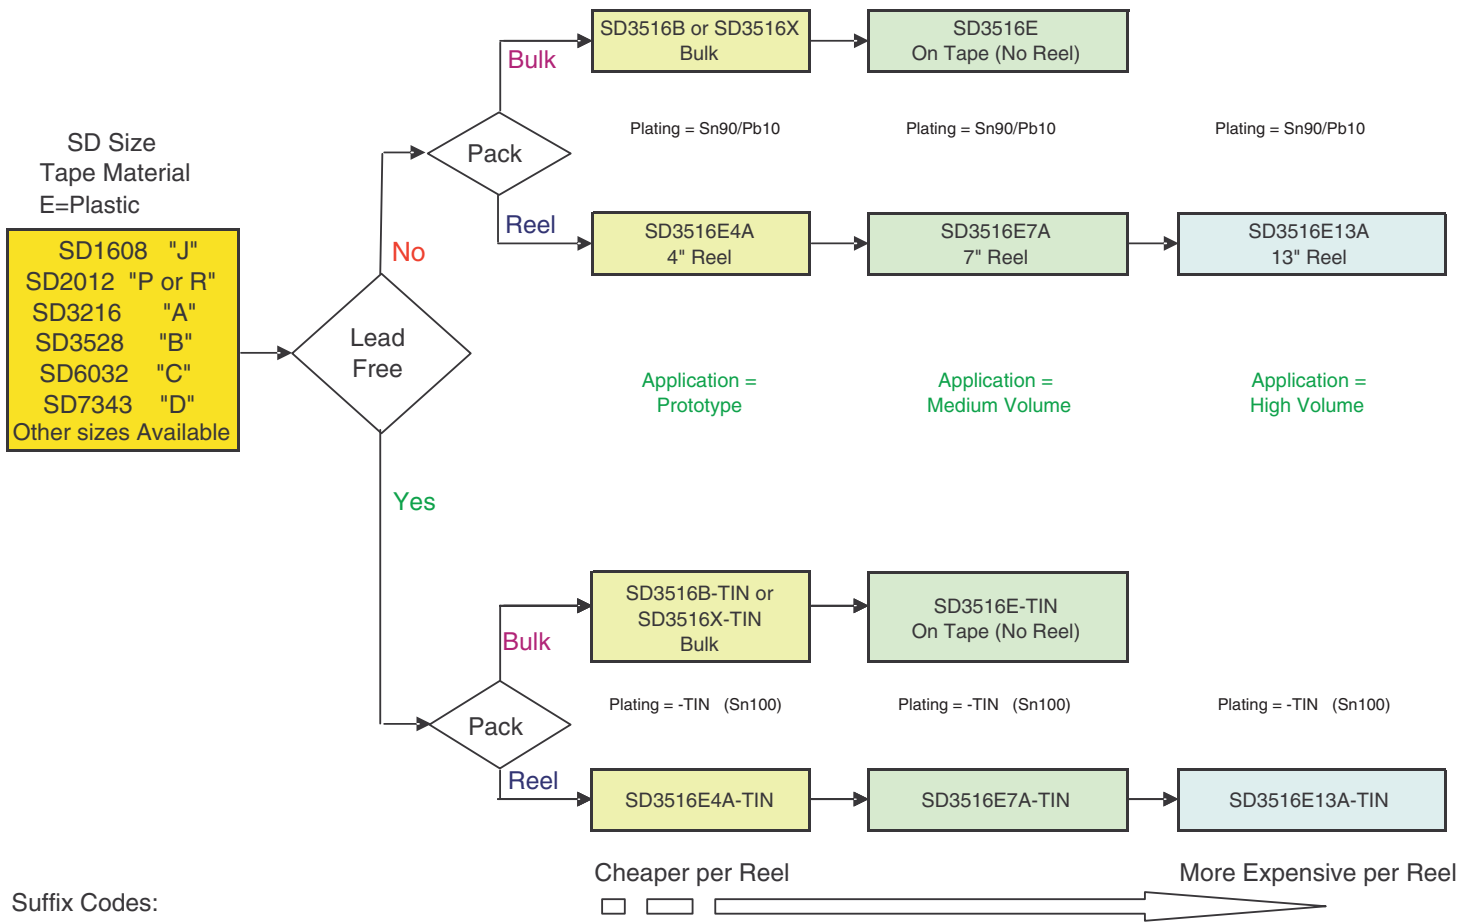 SD Size
Tape Material
E=Plastic
SD1608 "J"
SD2012 "P or R"
SD3216 "A"
SD3528 "B"
SD6032 "C"
SD7343 "D"
Other sizes Available
Lead
Free
No
Yes
Pack
Bulk
Reel
SD3516B or SD3516X
Bulk
SD3516E
On Tape (No Reel)
Plating = Sn90/Pb10
Plating = Sn90/Pb10
Plating = Sn90/Pb10
SD3516E4A
4" Reel
SD3516E7A
7" Reel
SD3516E13A
13" Reel
Application =
Prototype
Application =
Medium Volume
Application =
High Volume
Pack
Bulk
Reel
SD3516B-TIN or
SD3516X-TIN
Bulk
SD3516E-TIN
On Tape (No Reel)
Plating = -TIN (Sn100)
Plating = -TIN (Sn100)
Plating = -TIN (Sn100)
SD3516E4A-TIN
SD3516E7A-TIN
SD3516E13A-TIN
Cheaper per Reel
More Expensive per Reel
Suffix Codes: